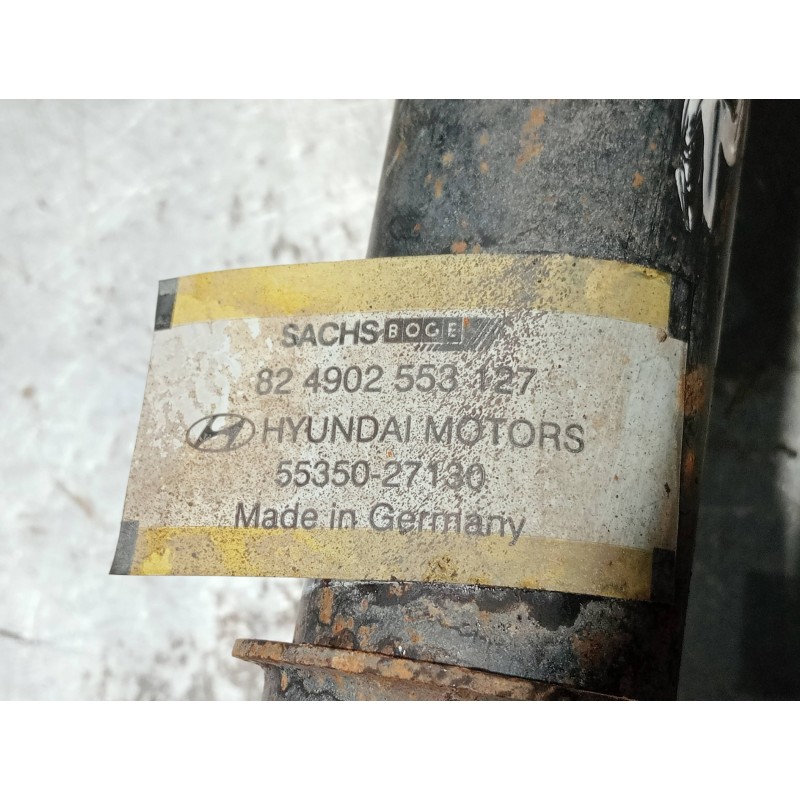 SACHS BOGE
82 4902 553 127
HYUNDAI MOTORS
55350-27130
Made in Germany